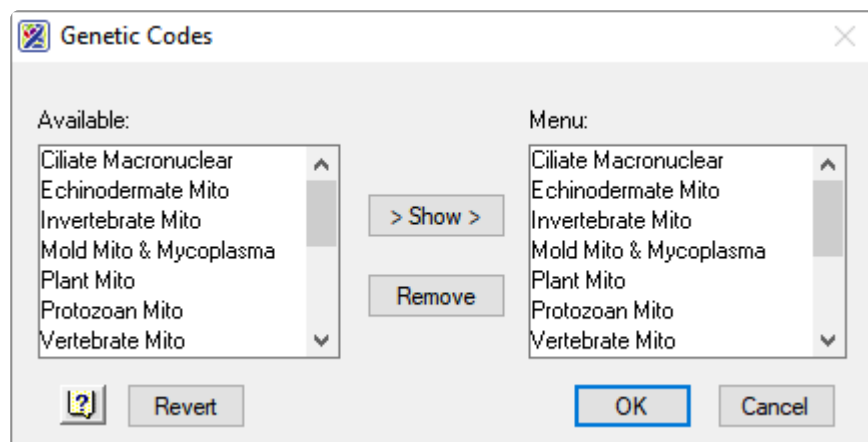 Genetic Codes
Available:
Ciliate Macronuclear
Echinodermate Mito
Invertebrate Mito
Mold Mito & Mycoplasma
Plant Mito
Protozoan Mito
Vertebrate Mito
> Show >
Remove
Menu:
Ciliate Macronuclear
Echinodermate Mito
Invertebrate Mito
Mold Mito & Mycoplasma
Plant Mito
Protozoan Mito
Vertebrate Mito
?
Revert
OK
Cancel